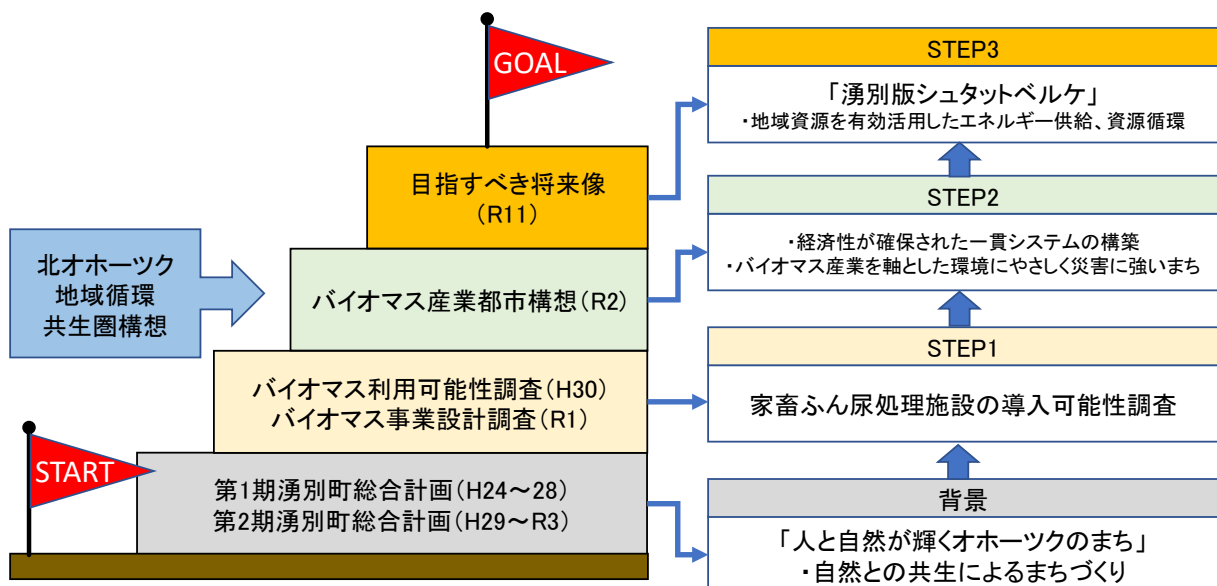 GOAL
目指すべき将来像
(R11)
北オホーツク
地域循環
共生圏構想
バイオマス産業都市構想(R2)
バイオマス利用可能性調査(H30)
バイオマス事業設計調査(R1)
START
第1期湧別町総合計画(H24～28)
第2期湧別町総合計画(H29～R3)
STEP3
「湧別版シュタットベルケ」
・地域資源を有効活用したエネルギー供給、資源循環
STEP2
・経済性が確保された一貫システムの構築
・バイオマス産業を軸とした環境にやさしく災害に強いまち
STEP1
家畜ふん尿処理施設の導入可能性調査
背景
「人と自然が輝くオホーツクのまち」
・自然との共生によるまちづくり